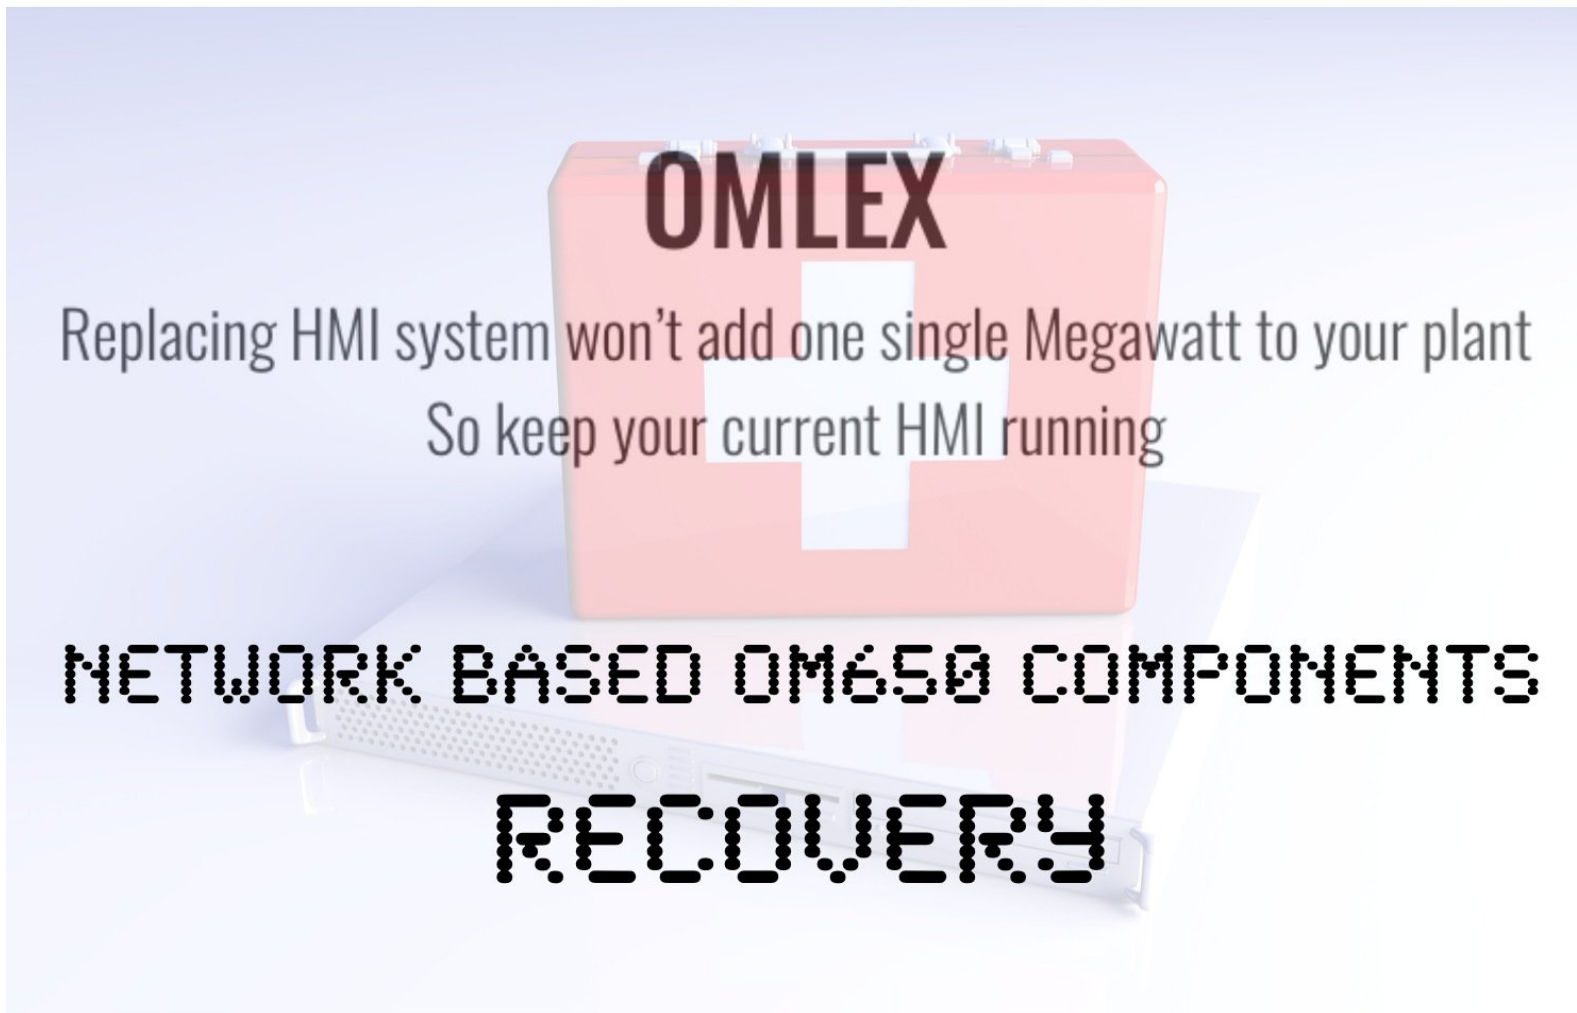 OMLEX
Replacing HMI system won’t add one single Megawatt to your plant
So keep your current HMI running
NETWORK BASED OM650 COMPONENTS
RECOVERY